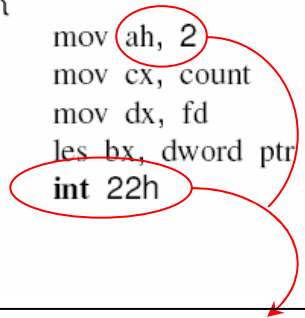 mov ah, 2
mov cx, count
mov dx, fd
les bx, dword ptr
int 22h